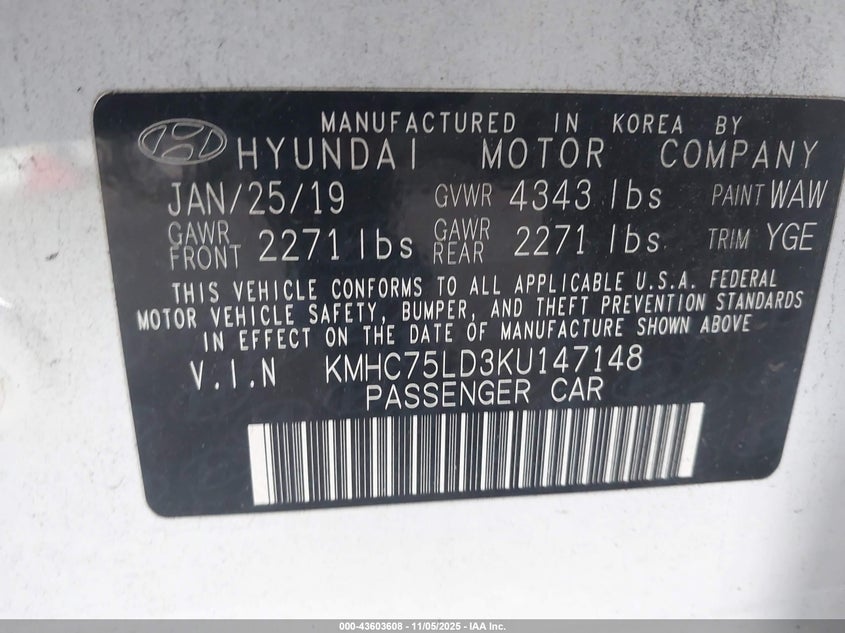 MANUFACTURED IN KOREA BY
HYUNDAI MOTOR COMPANY
JAN/25/19 GVWR 4343 lbs PAINT WAW
GAWR FRONT 2271 lbs GAWR REAR 2271 lbs TRIM YGE
THIS VEHICLE CONFORMS TO ALL APPLICABLE U.S.A. FEDERAL
MOTOR VEHICLE SAFETY, BUMPER, AND THEFT PREVENTION STANDARDS
IN EFFECT ON THE DATE OF MANUFACTURE SHOWN ABOVE
V.I.N KMHC75LD3KU147148
PASSENGER CAR
000-43603608 - 11/05/2025 - IAA Inc.